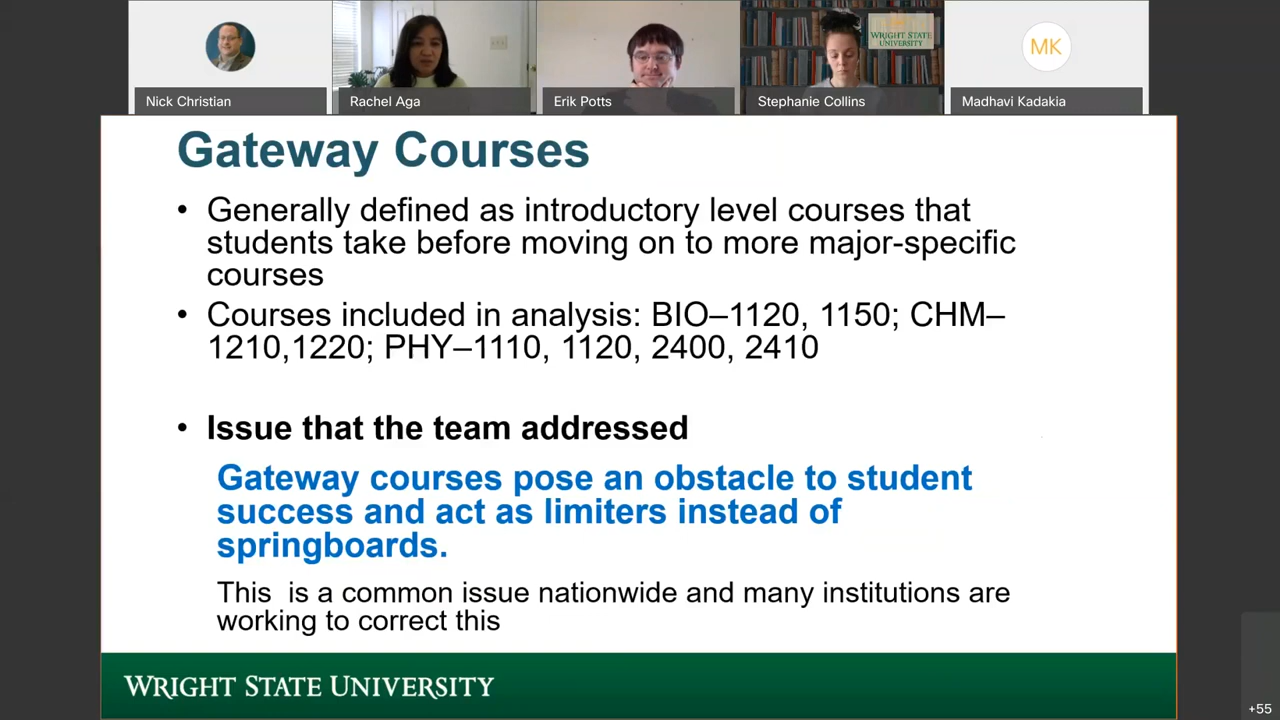 WRIGHT STATE
UNIVERSITY
MK
Nick Christian
Rachel Aga
Erik Potts
Stephanie Collins
Madhavi Kadakia
Gateway Courses
• Generally defined as introductory level courses that
students take before moving on to more major-specific
courses
• Courses included in analysis: BIO–1120, 1150; CHM–
1210,1220; PHY–1110, 1120, 2400, 2410
• Issue that the team addressed
Gateway courses pose an obstacle to student
success and act as limiters instead of
springboards.
This  is a common issue nationwide and many institutions are
working to correct this
WRIGHT STATE UNIVERSITY
+55